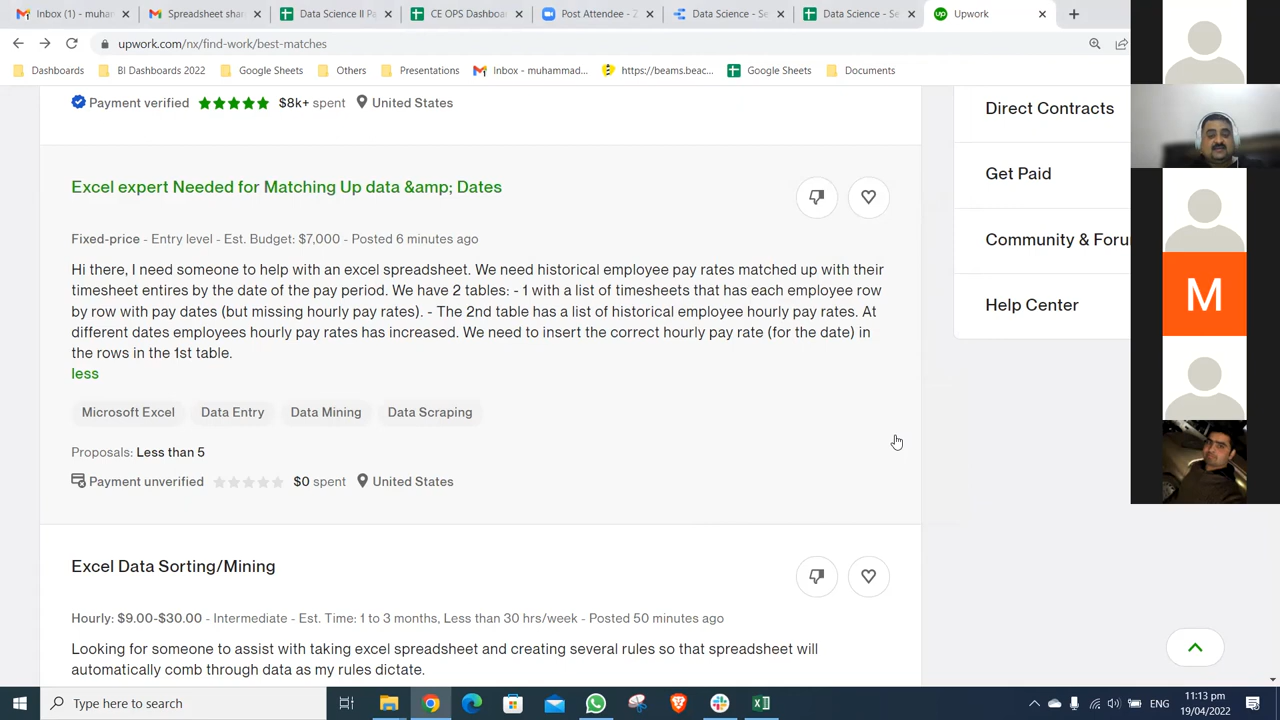 Inbox (1) - muhan
Spreadsheet shar
Data Science II Pa
CE OPS Dashboa
Post Attendee - Z
Data Science - Se
Data Science - Se
Upwork
upwork.com/nx/find-work/best-matches
Dashboards
BI Dashboards 2022
Google Sheets
Others
Presentations
Inbox - muhammad...
https://beams.beac...
Google Sheets
Documents
Payment verified $8k+ spent United States
Direct Contracts
Get Paid
Community & Foru
Help Center
Excel expert Needed for Matching Up data &amp; Dates
Fixed-price - Entry level - Est. Budget: $7,000 - Posted 6 minutes ago
Hi there, I need someone to help with an excel spreadsheet. We need historical employee pay rates matched up with their
timesheet entires by the date of the pay period. We have 2 tables: - 1 with a list of timesheets that has each employee row
by row with pay dates (but missing hourly pay rates). - The 2nd table has a list of historical employee hourly pay rates. At
different dates employees hourly pay rates has increased. We need to insert the correct hourly pay rate (for the date) in
the rows in the 1st table.
less
Microsoft Excel
Data Entry
Data Mining
Data Scraping
Proposals: Less than 5
Payment unverified $0 spent United States
M
Excel Data Sorting/Mining
Hourly: $9.00-$30.00 - Intermediate - Est. Time: 1 to 3 months, Less than 30 hrs/week - Posted 50 minutes ago
Looking for someone to assist with taking excel spreadsheet and creating several rules so that spreadsheet will
automatically comb through data as my rules dictate.
Type here to search
ENG
11:13 pm
19/04/2022